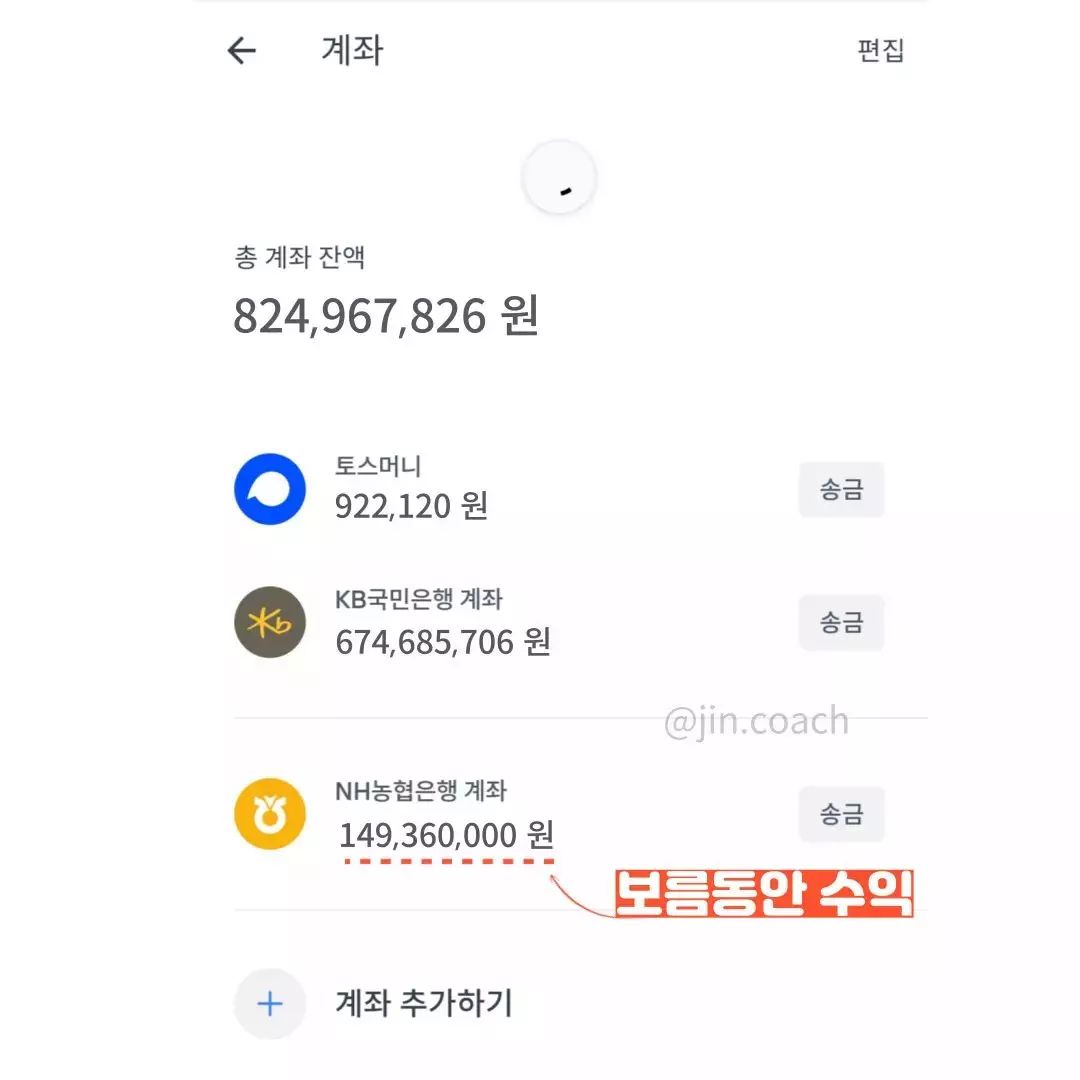 계좌
편집
총 계좌 잔액
824,967,826 원
토스머니
922,120 원
송금
KB국민은행 계좌
674,685,706 원
송금
@jin.coach
NH농협은행 계좌
149,360,000 원
송금
보름동안 수익
계좌 추가하기